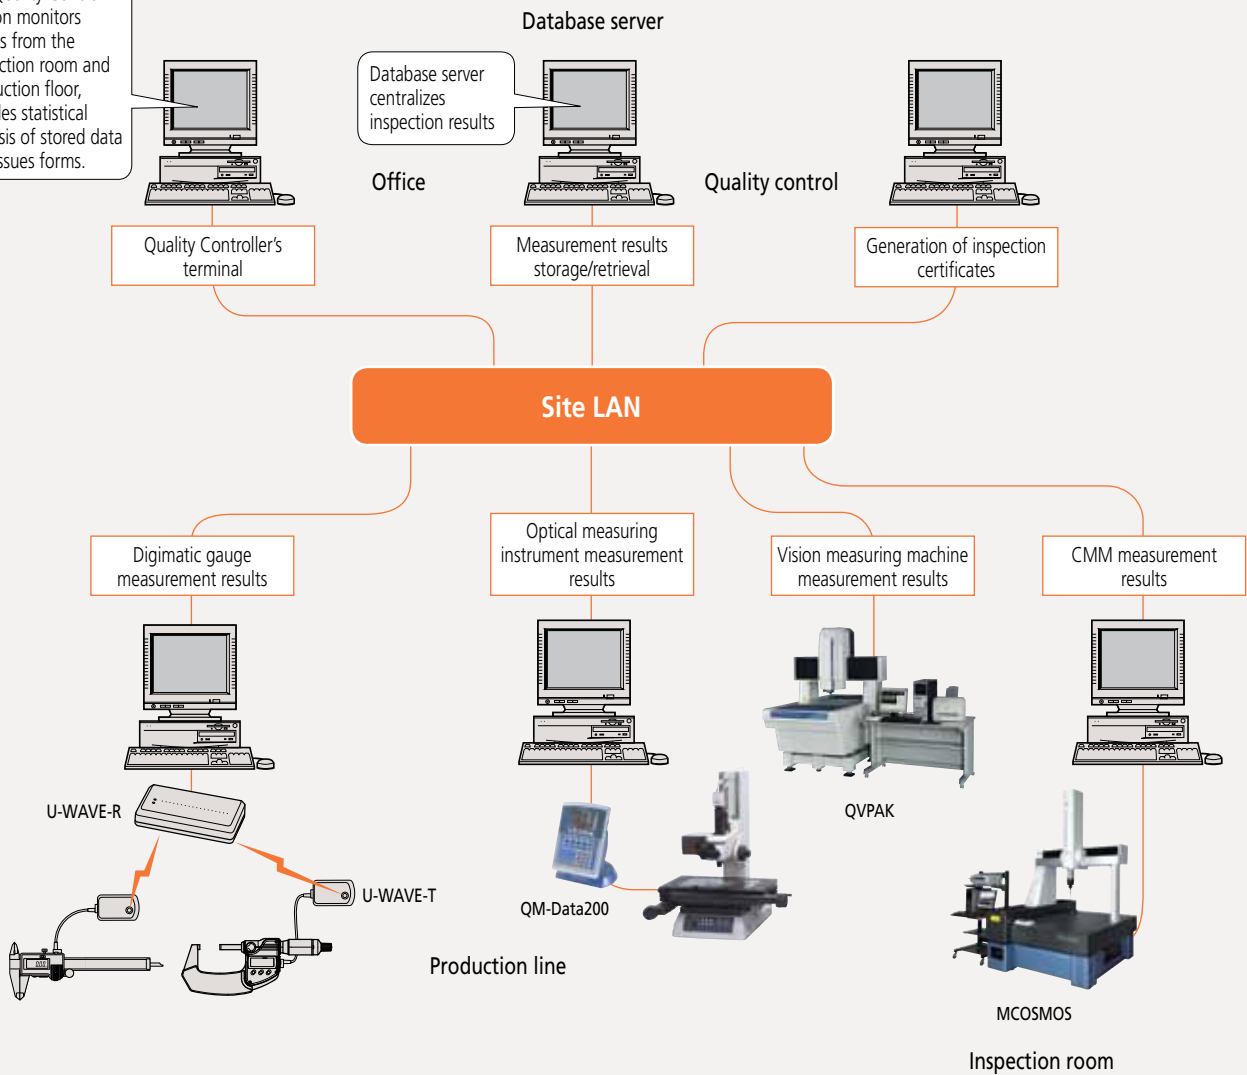 Database server
on monitors
s from the
ction room and
uction floor,
des statistical
sis of stored data
ssues forms.
Database server
centralizes
inspection results
Office
Quality control
Quality Controller's
terminal
Measurement results
storage/retrieval
Generation of inspection
certificates
Site LAN
Digimatic gauge
measurement results
Optical measuring
instrument measurement
results
Vision measuring machine
measurement results
CMM measurement
results
U-WAVE-R
U-WAVE-T
QM-Data200
QVPAK
Production line
MCOSMOS
Inspection room